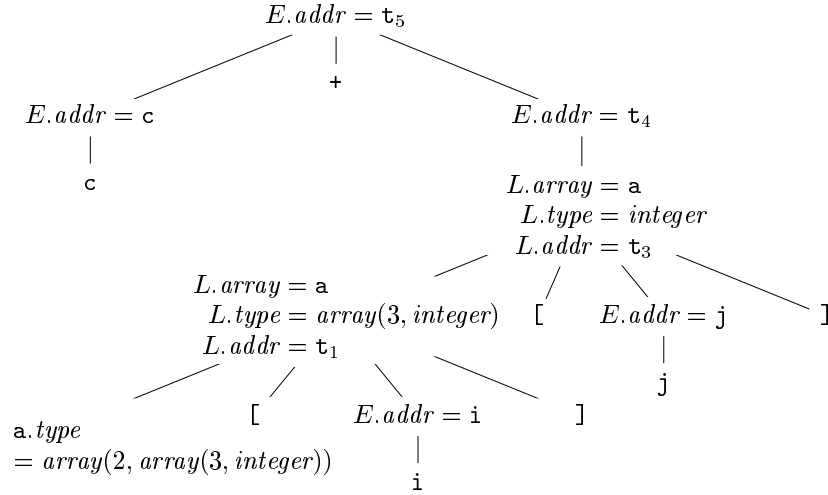 E.addr = t₅
+
E.addr = c
E.addr = t₄
c
L.array = a
L.type = integer
L.addr = t₃
L.array = a
L.type = array(3, integer)
L.addr = t₁
[
E.addr = j
]
j
a.type
= array(2, array(3, integer))
[
E.addr = i
]
i